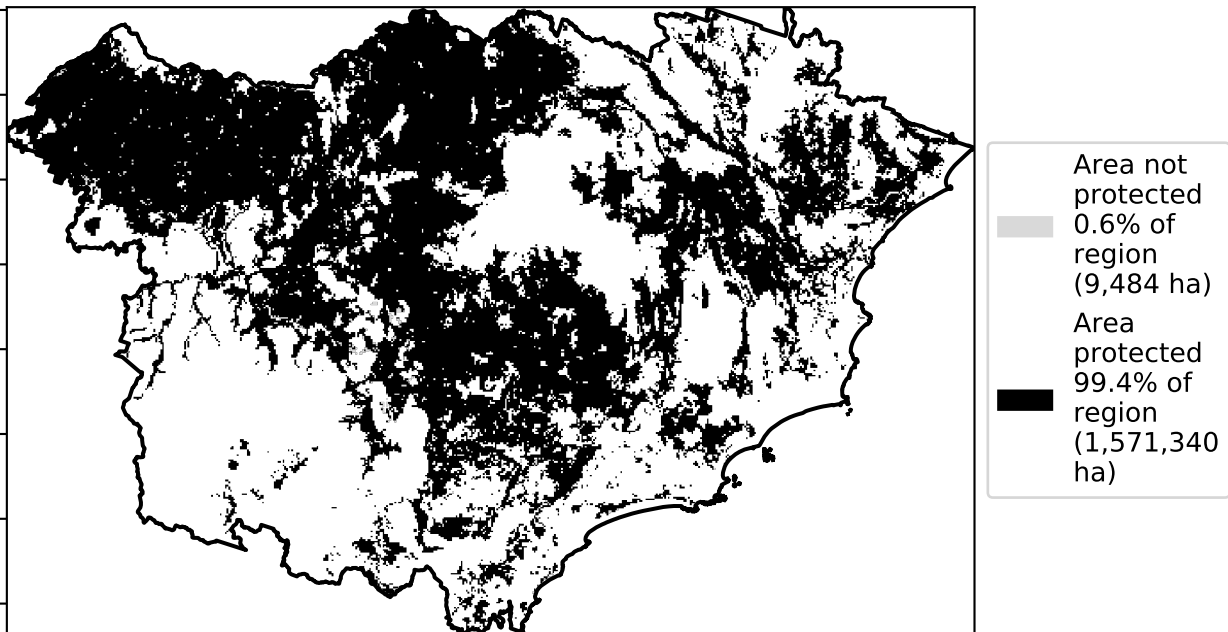 Area not
protected
0.6% of
region
(9,484 ha)
Area
protected
99.4% of
region
(1,571,340
ha)